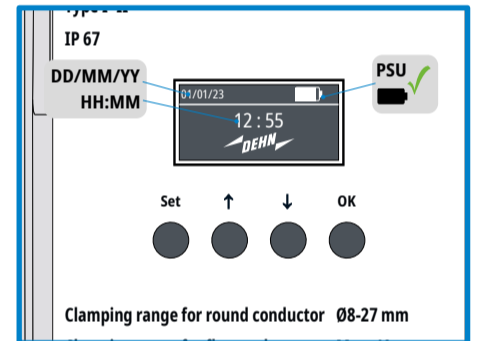 IP 67
DD/MM/YY
HH:MM
PSU
01/01/23
12 : 55
DEHN
Set ↑ ↓ OK
Clamping range for round conductor Ø8-27 mm